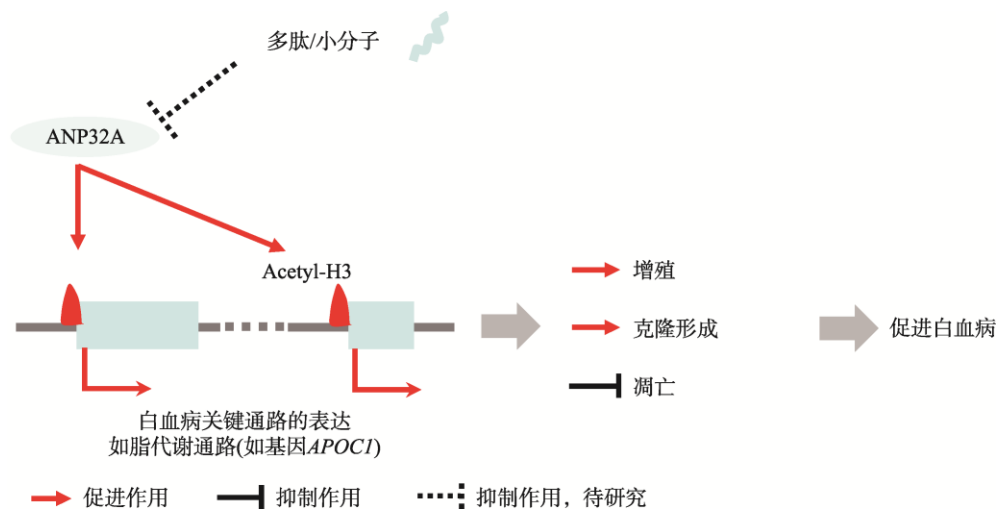 多肽/小分子
ANP32A
Acetyl-H3
增殖
克隆形成
促进白血病
凋亡
白血病关键通路的表达
如脂代谢通路(如基因APOC1)
促进作用
抑制作用
抑制作用，待研究